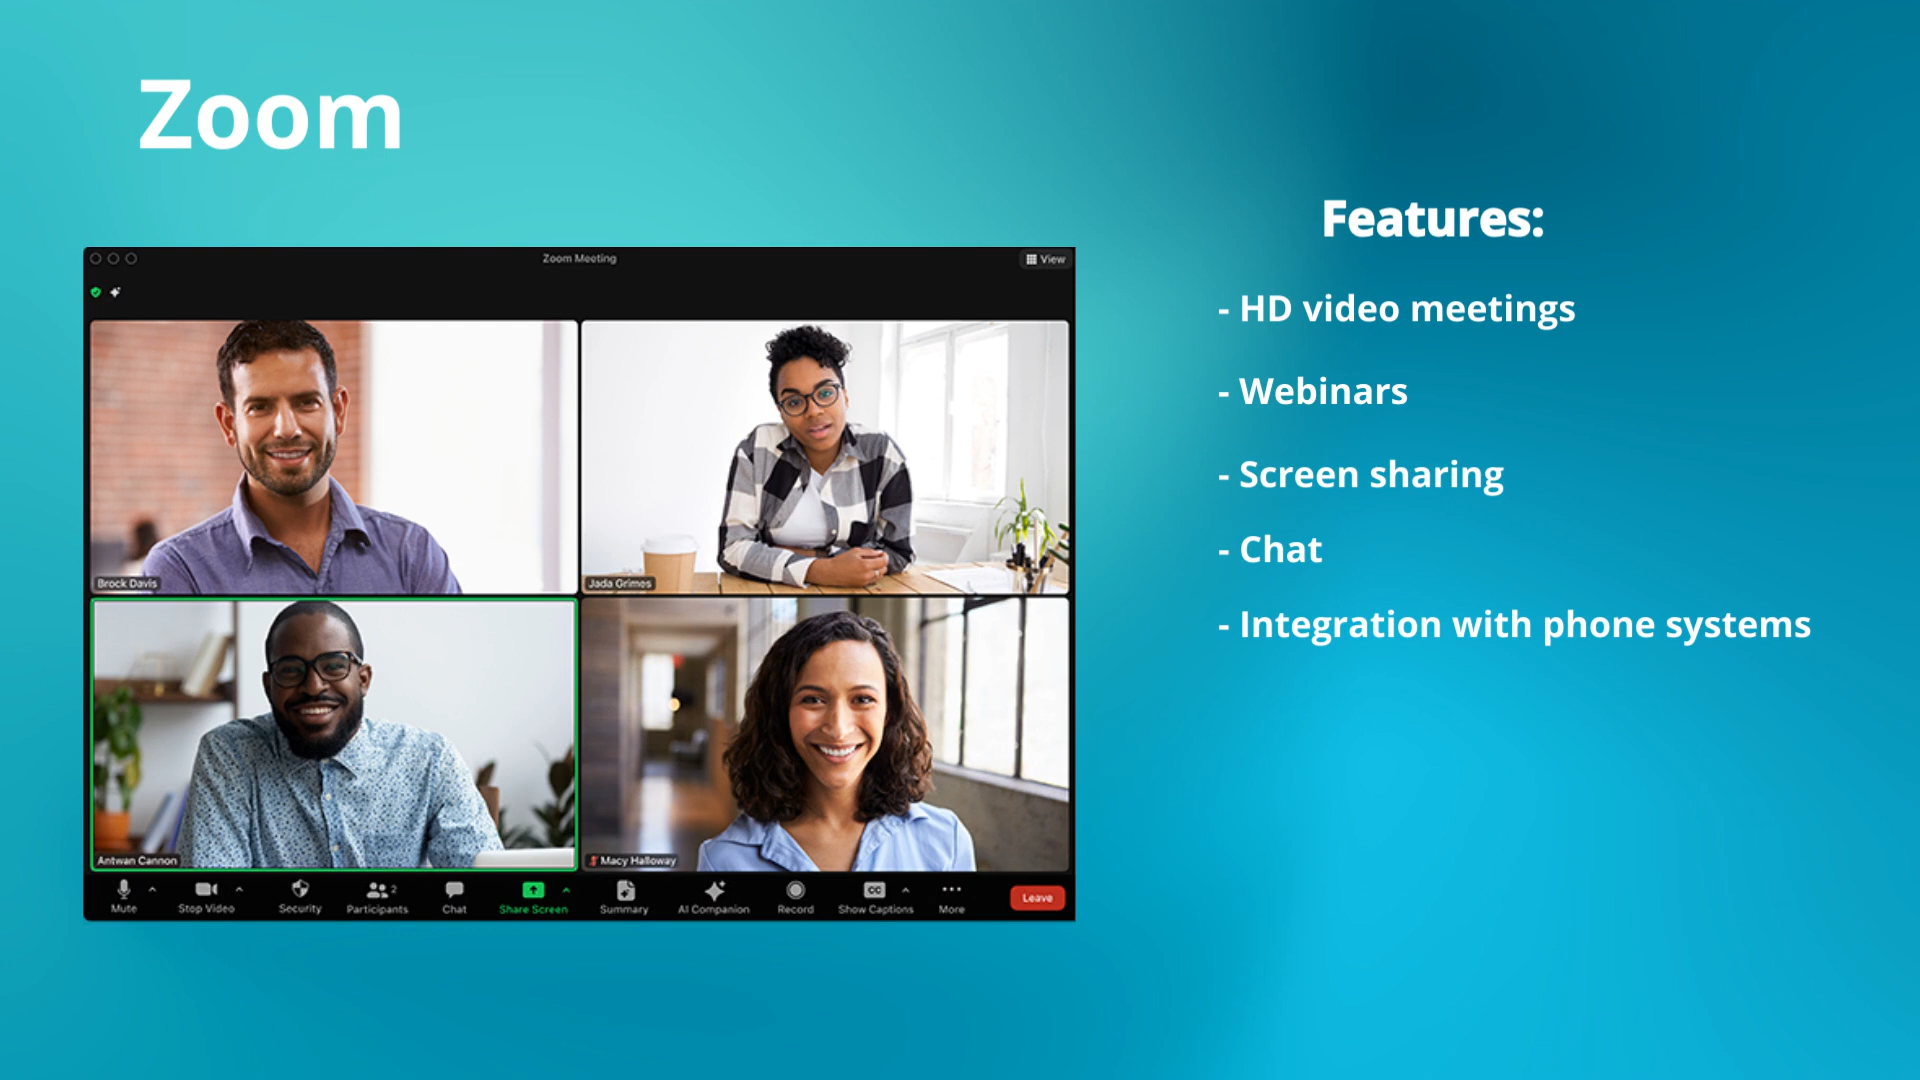 Zoom
Features:
- HD video meetings
- Webinars
- Screen sharing
- Chat
- Integration with phone systems
Zoom Meeting
View
Brock Davis
Jada Grimes
Antwan Cannon
Macy Halloway
2
CC
Mute
Stop Video
Security
Participants
Chat
Share Screen
Summary
AI Companion
Record
Show Captions
More
Leave